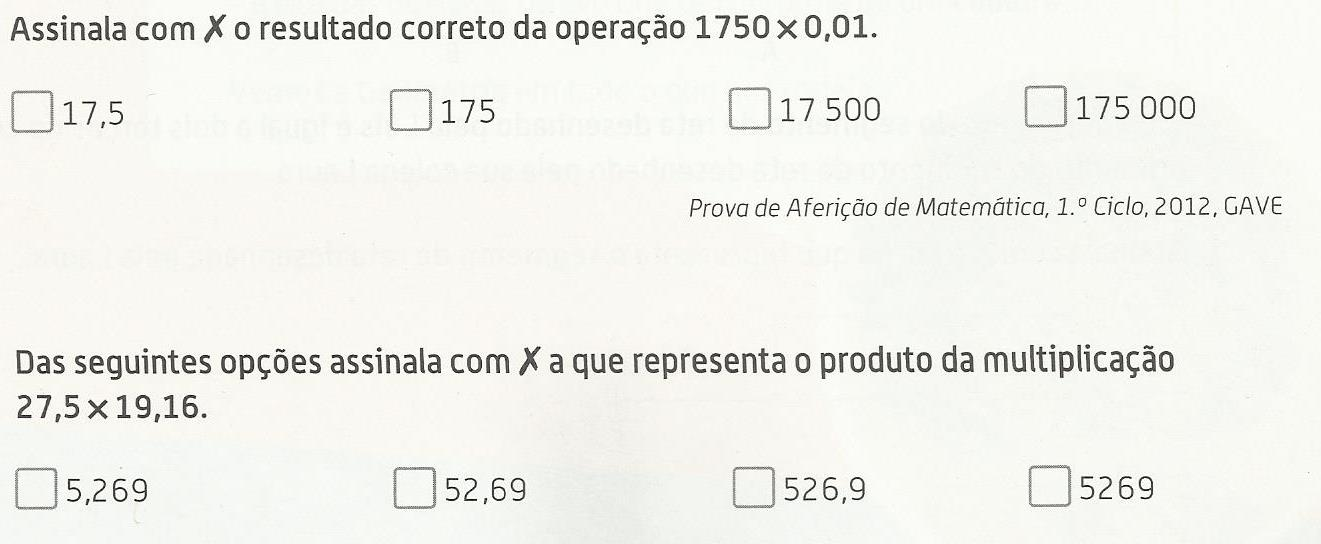 Assinala com ✗ o resultado correto da operação 1750 × 0,01.
17,5 175 17 500 175 000
Prova de Aferição de Matemática, 1.º Ciclo, 2012, GAVE
Das seguintes opções assinala com ✗ a que representa o produto da multiplicação
27,5 × 19,16.
5,269 52,69 526,9 5269